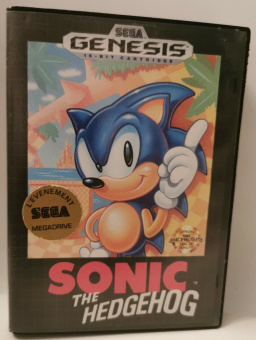 SEGA
GENESIS
16-BIT CARTRIDGE
L'EVENEMENT
SEGA
MEGADRIVE
SONIC
THE
HEDGEHOG